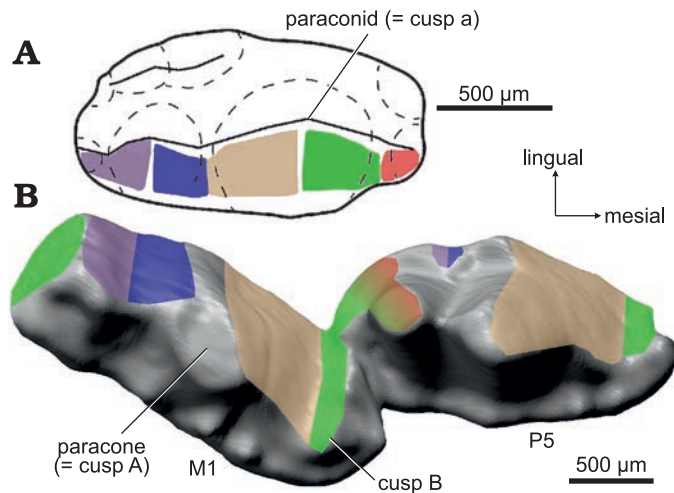 paraconid (= cusp a)
A
500 µm
lingual
mesial
B
paracone
(= cusp A)
M1
cusp B
P5
500 µm